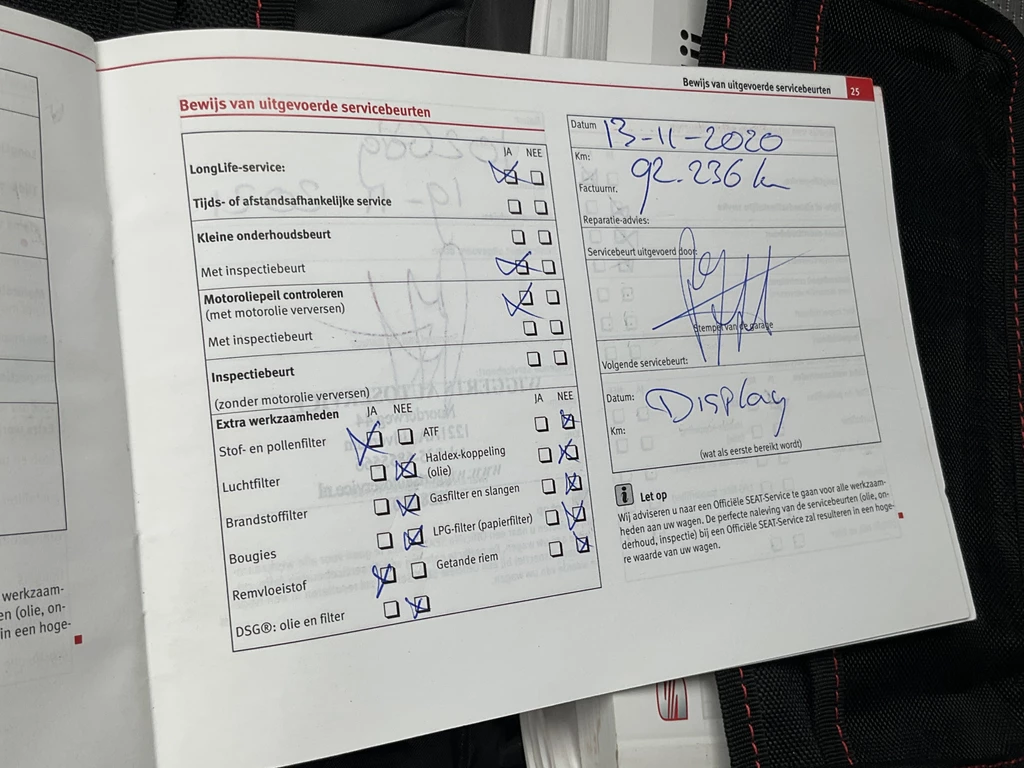 Bewijs van uitgevoerde servicebeurten 25
Bewijs van uitgevoerde servicebeurten
JA NEE
LongLife-service:
Tijds- of afstandsafhankelijke service
Kleine onderhoudsbeurt
Met inspectiebeurt
Motoroliepeil controleren
(met motorolie verversen)
Met inspectiebeurt
Inspectiebeurt
(zonder motorolie verversen)
Extra werkzaamheden JA NEE JA NEE
Stof- en pollenfilter
Luchtfilter
Brandstoffilter
Bougies
Remvloeistof
DSG®: olie en filter
ATF
Haldex-koppeling
(olie)
Gasfilter en slangen
LPG-filter (papierfilter)
Getande riem
Datum 13-11-2020
Km: 92.236 km
Factuurnr.
Reparatie-advies:
Servicebeurt uitgevoerd door:
Stempel van de garage
Volgende servicebeurt:
Datum: Display
Km:
(wat als eerste bereikt wordt)
i Let op
Wij adviseren u naar een Officiële SEAT-Service te gaan voor alle werkzaam-
heden aan uw wagen. De perfecte naleving van de servicebeurten (olie, on-
derhoud, inspectie) bij een Officiële SEAT-Service zal resulteren in een hoge-
re waarde van uw wagen.
werkzaam-
en (olie, on-
in een hoge-